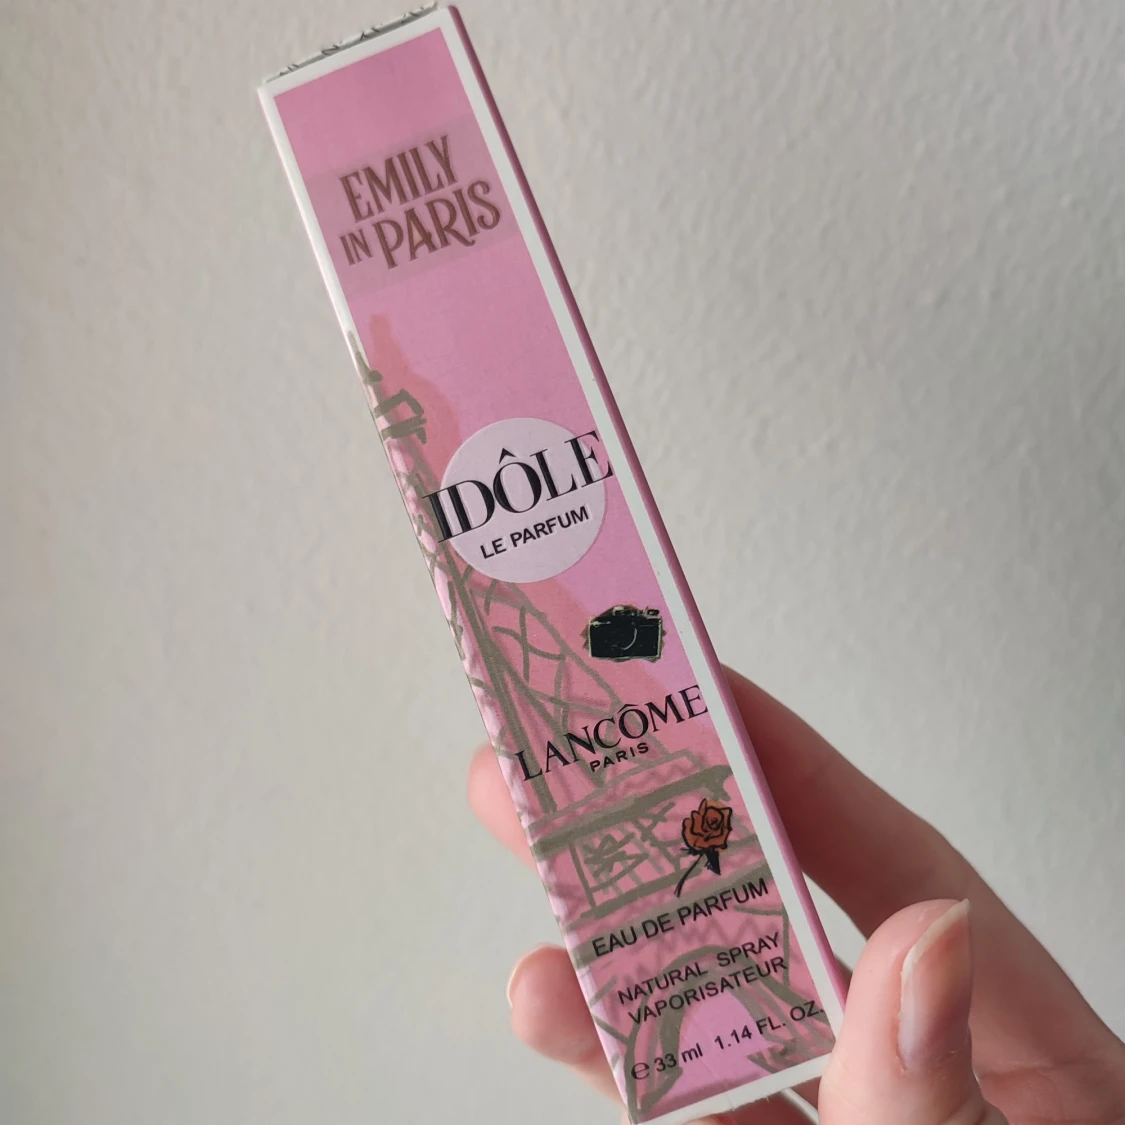 EMILY
IN PARIS
IDÔLE
LE PARFUM
LANCÔME
PARIS
EAU DE PARFUM
NATURAL SPRAY
VAPORISATEUR
℮ 33 ml 1.14 FL. OZ.